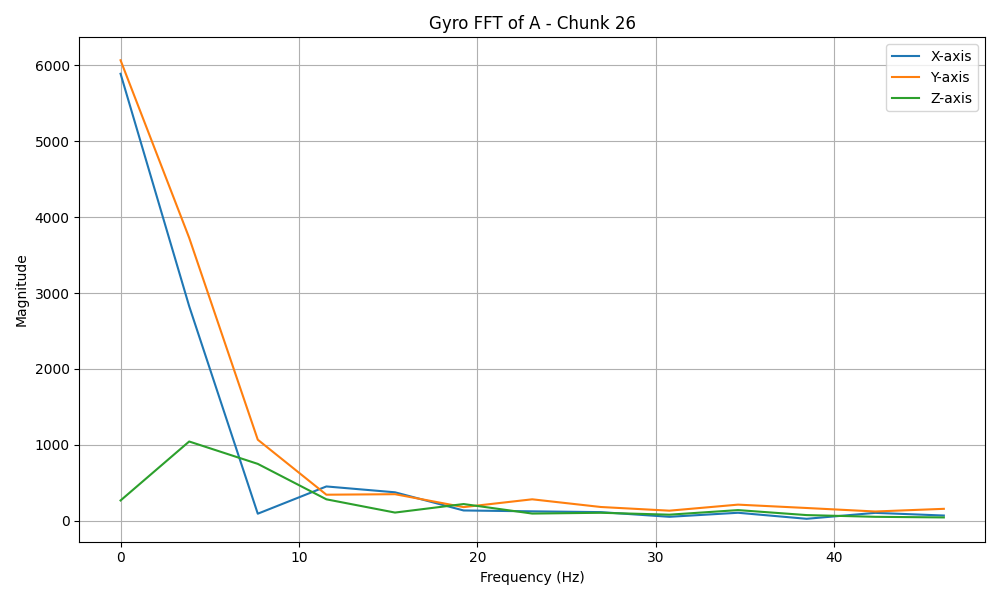 Gyro FFT of A - Chunk 26
X-axis
Y-axis
Z-axis
Magnitude
6000
5000
4000
3000
2000
1000
0
0 10 20 30 40
Frequency (Hz)